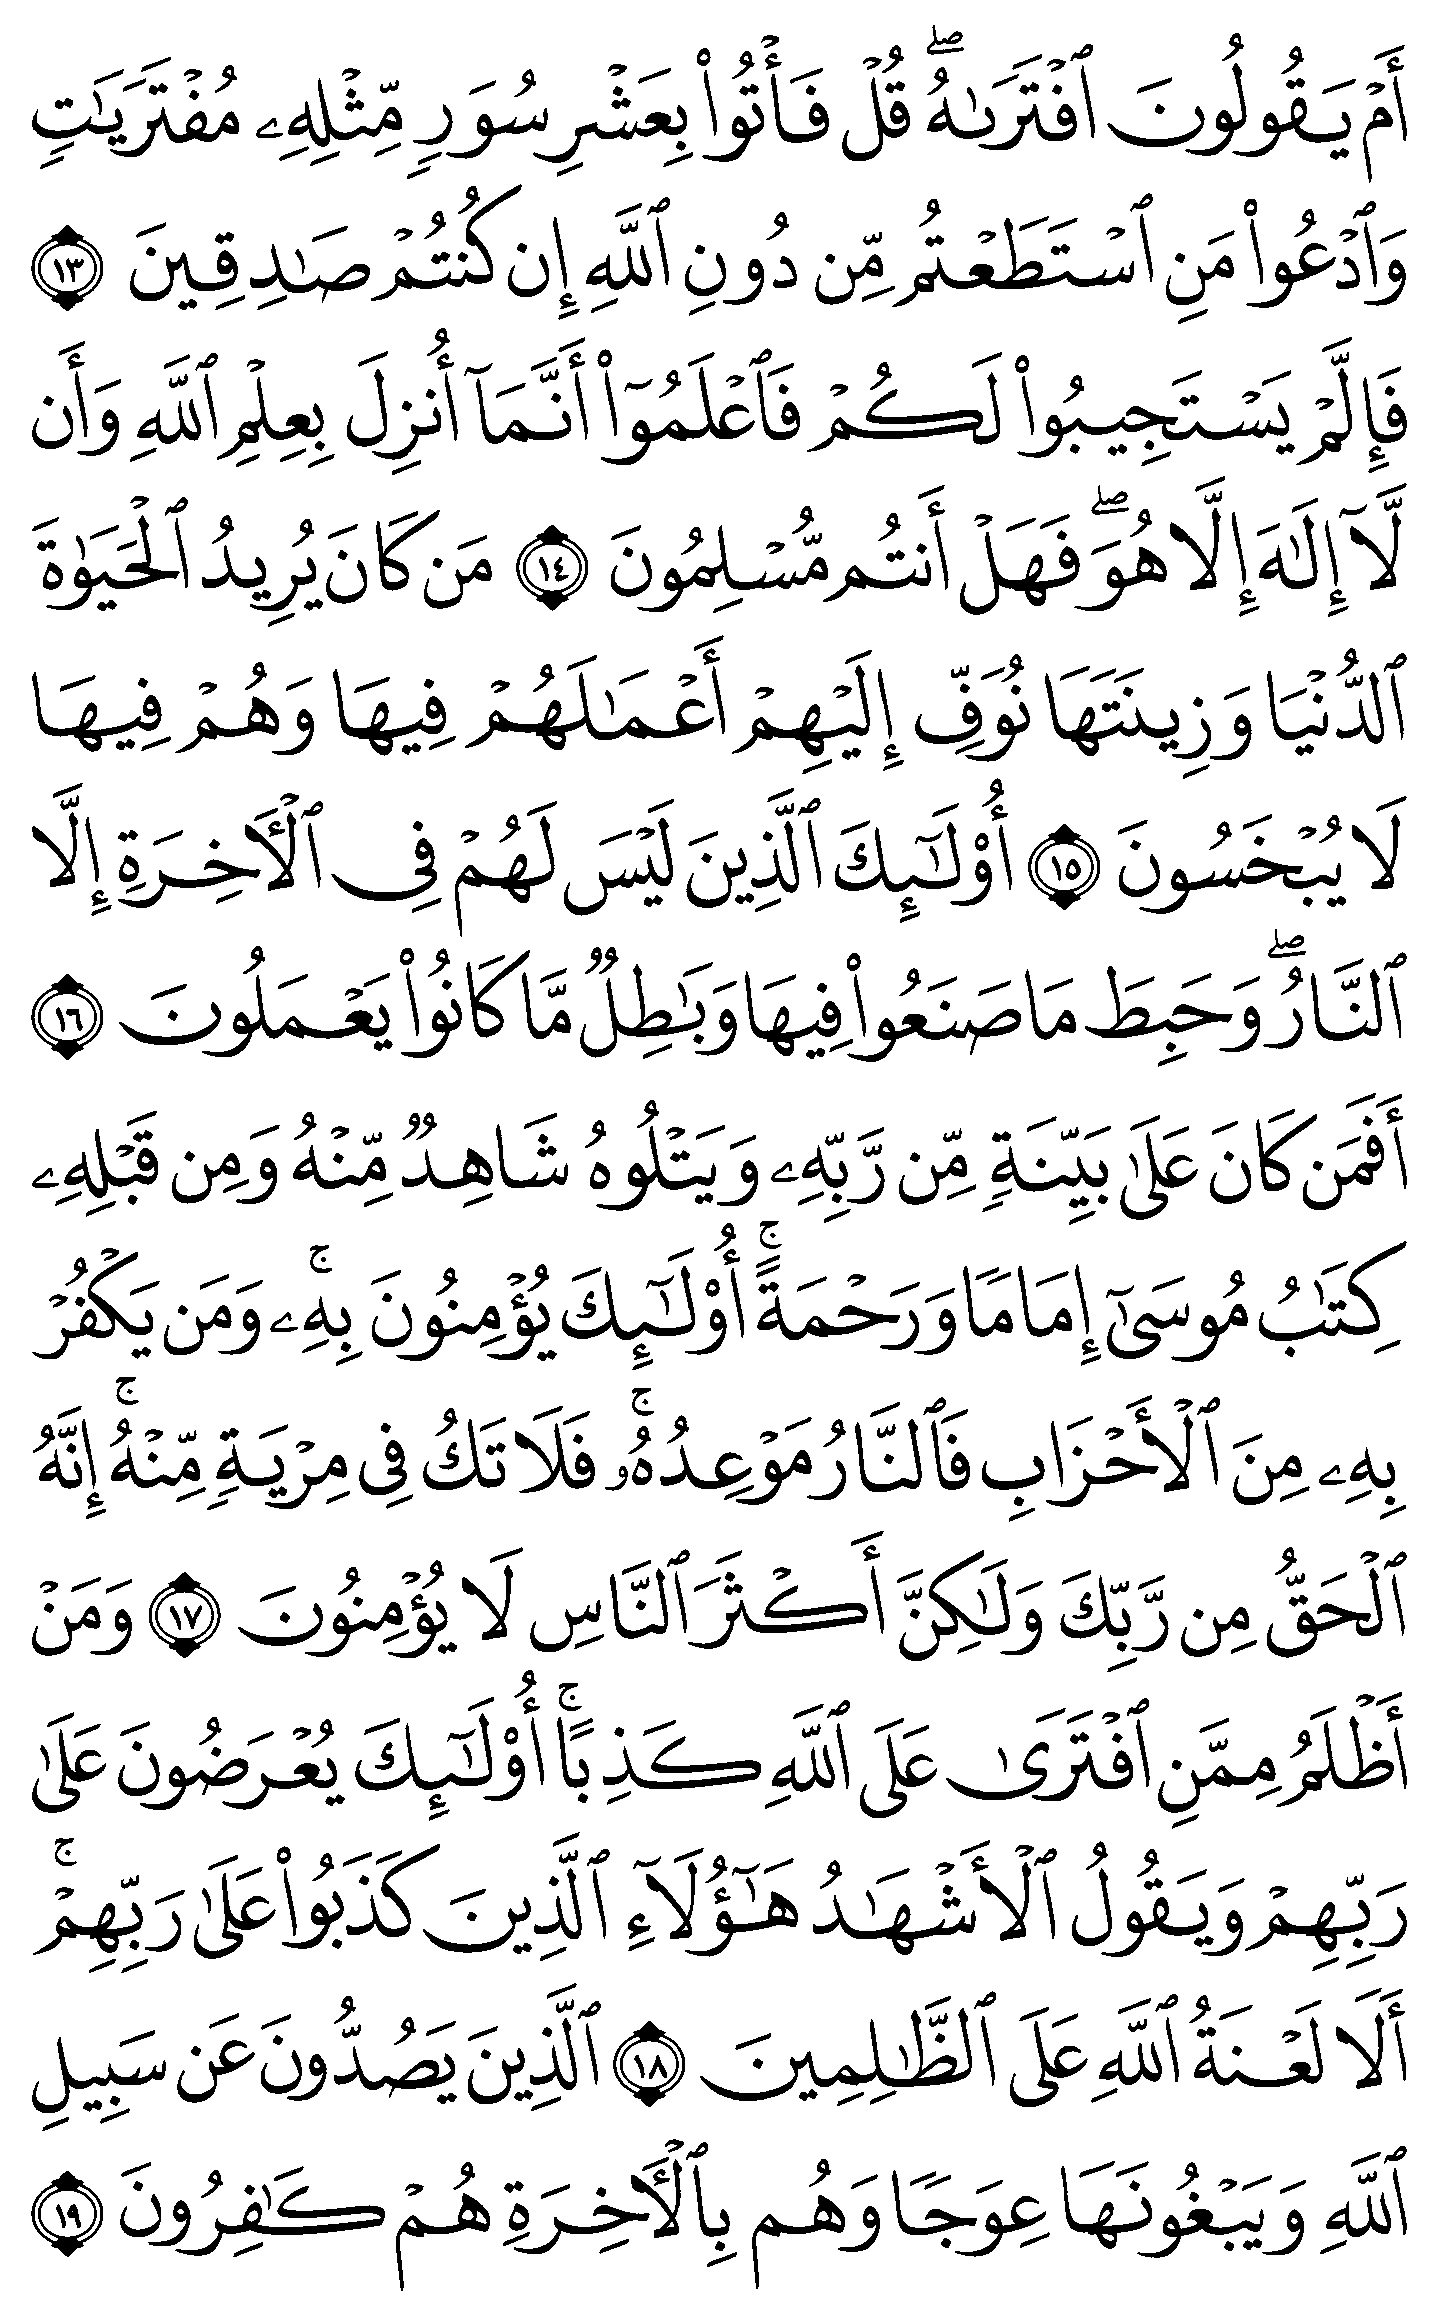 أَمْ يَقُولُونَ ٱفْتَرَىٰهُ ۖ قُلْ فَأْتُوا۟ بِعَشْرِ سُوَرٍ مِّثْلِهِۦ مُفْتَرَيَٰتٍ
وَٱدْعُوا۟ مَنِ ٱسْتَطَعْتُم مِّن دُونِ ٱللَّهِ إِن كُنتُمْ صَٰدِقِينَ ١٣
فَإِلَّمْ يَسْتَجِيبُوا۟ لَكُمْ فَٱعْلَمُوٓا۟ أَنَّمَآ أُنزِلَ بِعِلْمِ ٱللَّهِ وَأَن
لَّآ إِلَٰهَ إِلَّا هُوَ ۖ فَهَلْ أَنتُم مُّسْلِمُونَ ١٤ مَن كَانَ يُرِيدُ ٱلْحَيَوٰةَ
ٱلدُّنْيَا وَزِينَتَهَا نُوَفِّ إِلَيْهِمْ أَعْمَٰلَهُمْ فِيهَا وَهُمْ فِيهَا
لَا يُبْخَسُونَ ١٥ أُو۟لَٰٓئِكَ ٱلَّذِينَ لَيْسَ لَهُمْ فِى ٱلْءَاخِرَةِ إِلَّا
ٱلنَّارُ ۖ وَحَبِطَ مَا صَنَعُوا۟ فِيهَا وَبَٰطِلٌ مَّا كَانُوا۟ يَعْمَلُونَ ١٦
أَفَمَن كَانَ عَلَىٰ بَيِّنَةٍ مِّن رَّبِّهِۦ وَيَتْلُوهُ شَاهِدٌ مِّنْهُ وَمِن قَبْلِهِۦ
كِتَٰبُ مُوسَىٰٓ إِمَامًا وَرَحْمَةً ۚ أُو۟لَٰٓئِكَ يُؤْمِنُونَ بِهِۦ ۚ وَمَن يَكْفُرْ
بِهِۦ مِنَ ٱلْأَحْزَابِ فَٱلنَّارُ مَوْعِدُهُۥ ۚ فَلَا تَكُ فِى مِرْيَةٍ مِّنْهُ ۚ إِنَّهُ
ٱلْحَقُّ مِن رَّبِّكَ وَلَٰكِنَّ أَكْثَرَ ٱلنَّاسِ لَا يُؤْمِنُونَ ١٧ وَمَنْ
أَظْلَمُ مِمَّنِ ٱفْتَرَىٰ عَلَى ٱللَّهِ كَذِبًا ۚ أُو۟لَٰٓئِكَ يُعْرَضُونَ عَلَىٰ
رَبِّهِمْ وَيَقُولُ ٱلْأَشْهَٰدُ هَٰٓؤُلَآءِ ٱلَّذِينَ كَذَبُوا۟ عَلَىٰ رَبِّهِمْ ۚ
أَلَا لَعْنَةُ ٱللَّهِ عَلَى ٱلظَّٰلِمِينَ ١٨ ٱلَّذِينَ يَصُدُّونَ عَن سَبِيلِ
ٱللَّهِ وَيَبْغُونَهَا عِوَجًا وَهُم بِٱلْءَاخِرَةِ هُمْ كَٰفِرُونَ ١٩